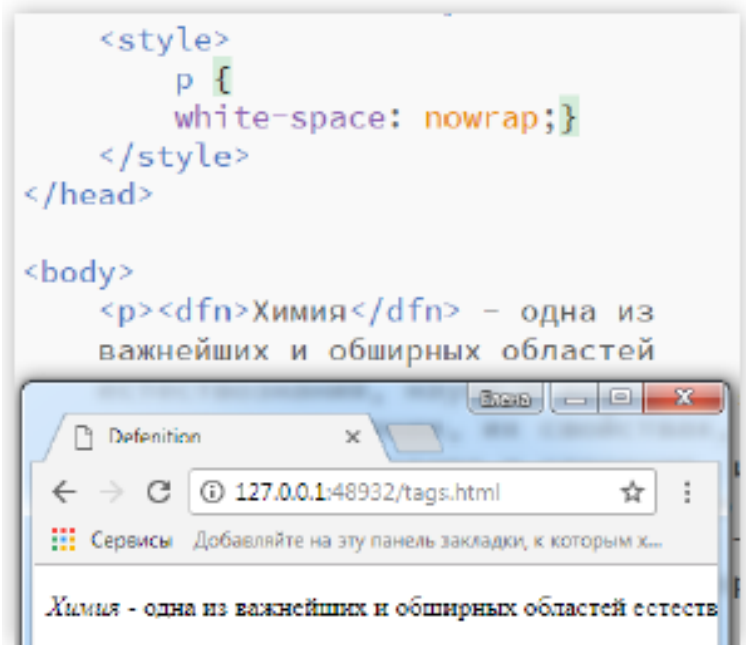 <style>
p {
white-space: nowrap;}
</style>
</head>
<body>
<p><dfn>Химия</dfn> - одна из
важнейших и обширных областей
Елена
Defenition
127.0.0.1:48932/tags.html
Сервисы Добавляйте на эту панель закладки, к которым х...
Химия - одна из важнейших и обширных областей естеств